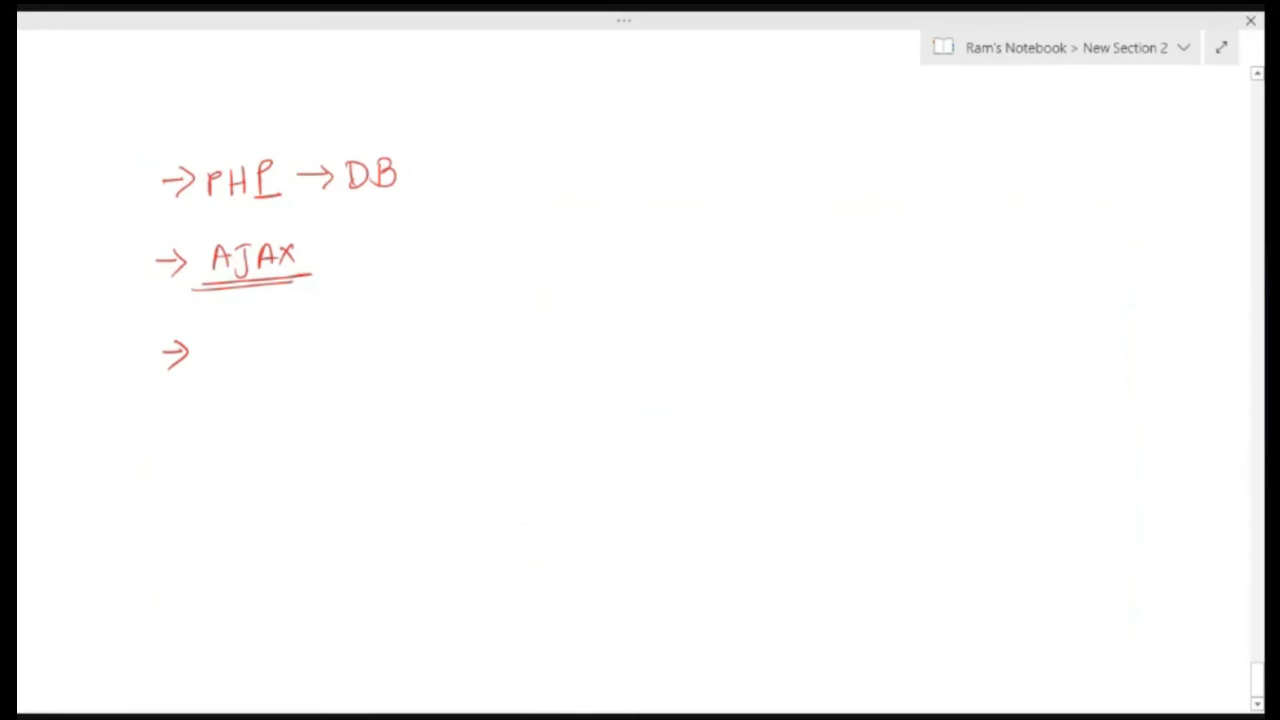 ...
Ram's Notebook > New Section 2
→ PHP → DB
→ AJAX
→